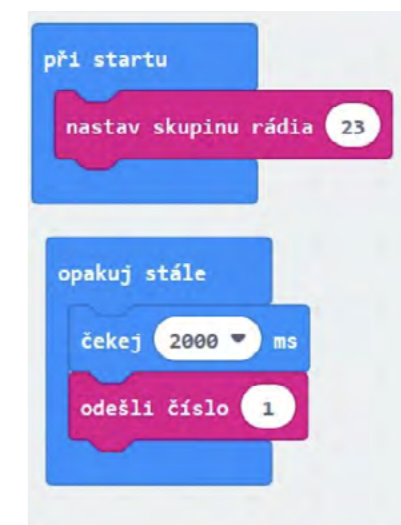 při startu
nastav skupinu rádia 23
opakuj stále
čekej 2000 ms
odešli číslo 1